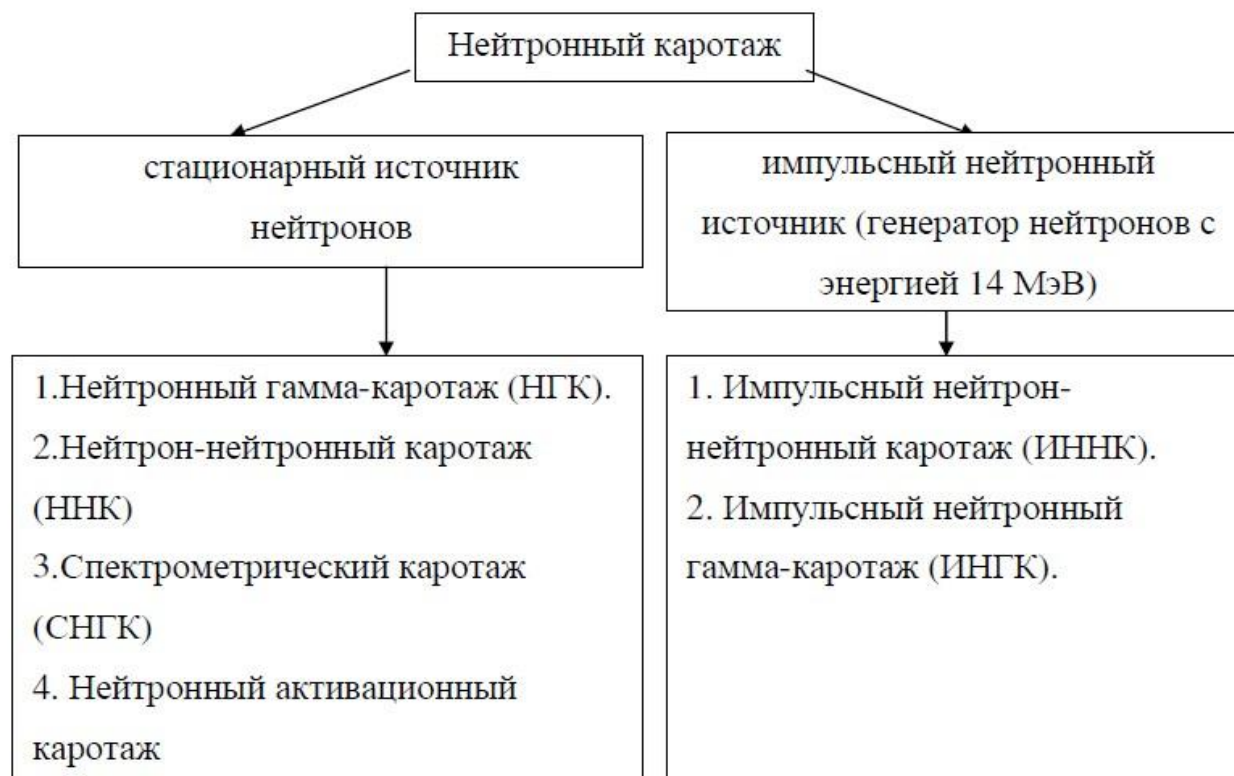 Нейтронный каротаж
стационарный источник
нейтронов
импульсный нейтронный
источник (генератор нейтронов с
энергией 14 МэВ)
1.Нейтронный гамма-каротаж (НГК).
2.Нейтрон-нейтронный каротаж
(ННК)
3.Спектрометрический каротаж
(СНГК)
4. Нейтронный активационный
каротаж
1. Импульсный нейтрон-
нейтронный каротаж (ИННК).
2. Импульсный нейтронный
гамма-каротаж (ИНГК).